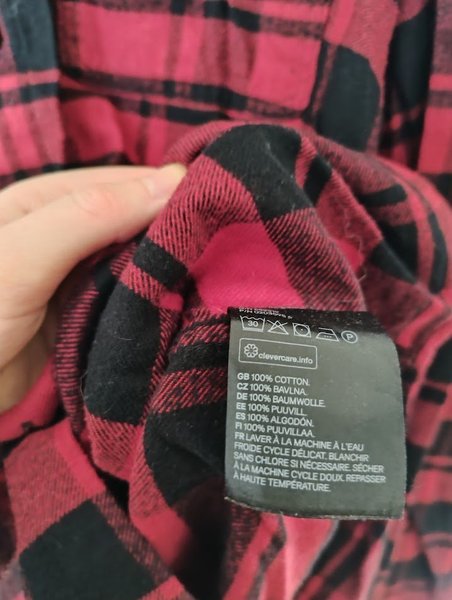 30 P
clevercare.info
GB 100% COTTON.
CZ 100% BAVLNA.
DE 100% BAUMWOLLE.
EE 100% PUUVILL.
ES 100% ALGODÓN.
FI 100% PUUVILLAA.
FR LAVER À LA MACHINE À L'EAU
FROIDE CYCLE DÉLICAT. BLANCHIR
SANS CHLORE SI NÉCESSAIRE. SÉCHER
À LA MACHINE CYCLE DOUX. REPASSER
À HAUTE TEMPÉRATURE.